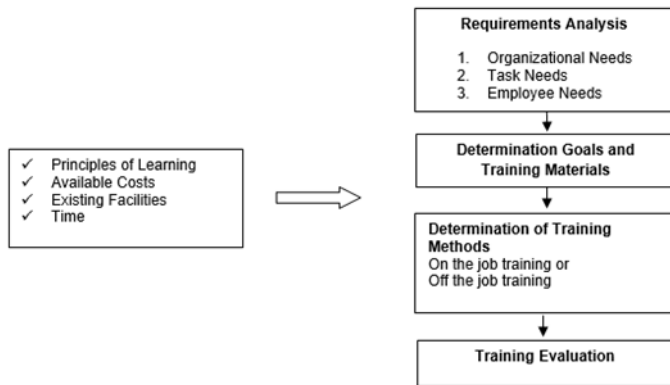 Requirements Analysis
1. Organizational Needs
2. Task Needs
3. Employee Needs
✓ Principles of Learning
✓ Available Costs
✓ Existing Facilities
✓ Time
Determination Goals and
Training Materials
Determination of Training
Methods
On the job training or
Off the job training
Training Evaluation